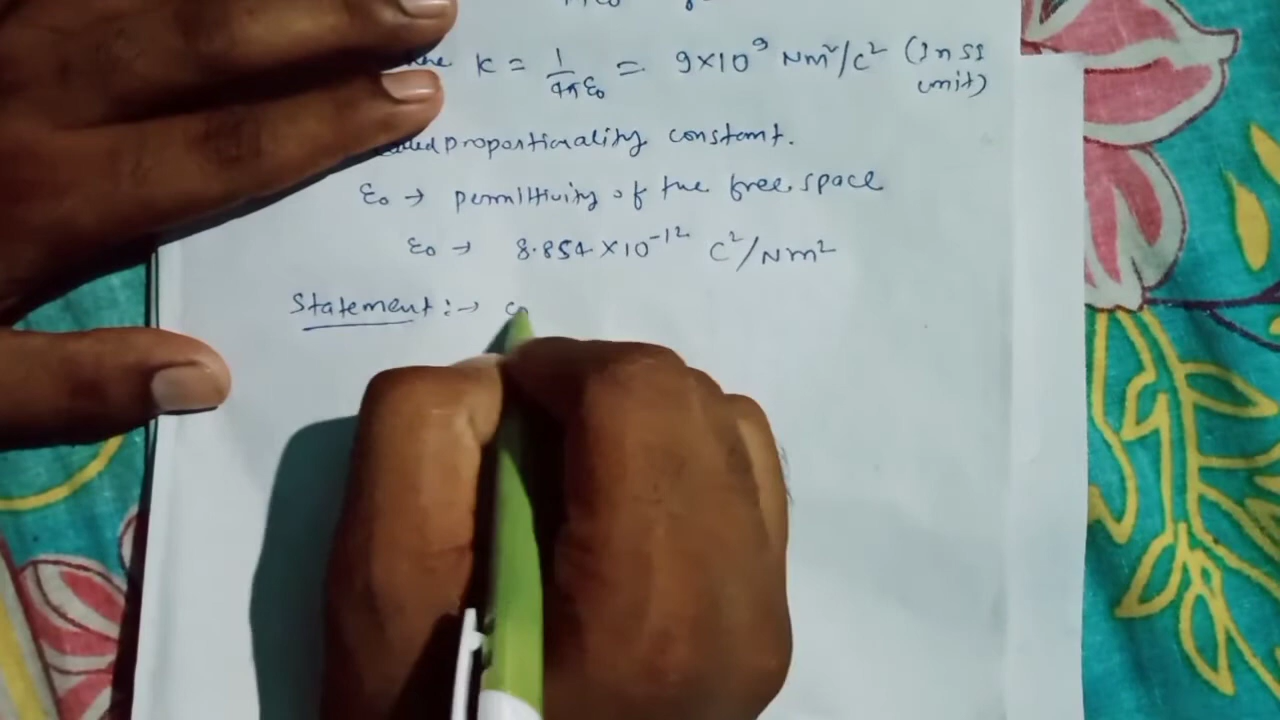 K = 1/4πε₀ = 9×10⁹ Nm²/C² (In SI
unit)
proportionality constant.
ε₀ → permittivity of the free space
ε₀ → 8.854 × 10⁻¹² C²/Nm²
Statement :→